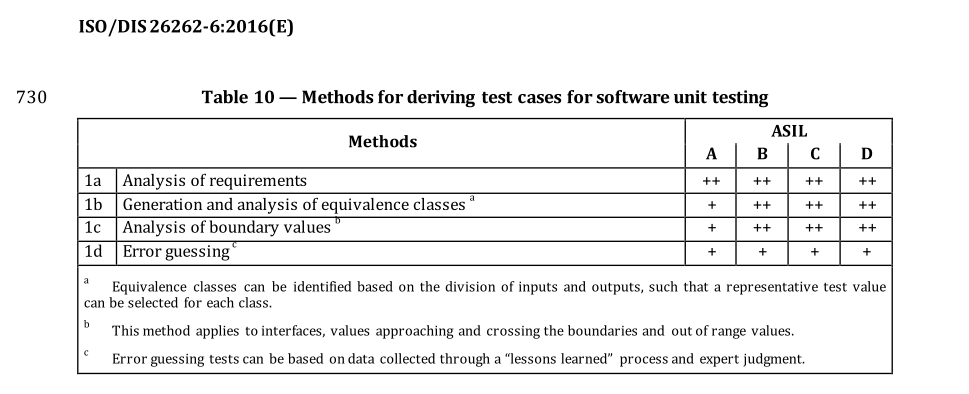 ISO/DIS 26262-6:2016(E)
730 Table 10 — Methods for deriving test cases for software unit testing
Methods ASIL
A B C D
1a Analysis of requirements ++ ++ ++ ++
1b Generation and analysis of equivalence classes a + ++ ++ ++
1c Analysis of boundary values b + ++ ++ ++
1d Error guessing c + + + +
a Equivalence classes can be identified based on the division of inputs and outputs, such that a representative test value
can be selected for each class.
b This method applies to interfaces, values approaching and crossing the boundaries and out of range values.
c Error guessing tests can be based on data collected through a “lessons learned” process and expert judgment.